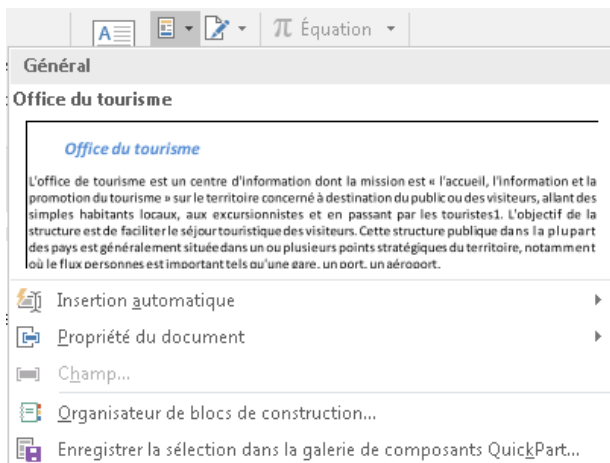 A
π Équation
Général
Office du tourisme
Office du tourisme
L'office de tourisme est un centre d'information dont la mission est « l'accueil, l'information et la
promotion du tourisme » sur le territoire concerné à destination du public ou des visiteurs, allant des
simples habitants locaux, aux excursionnistes et en passant par les touristes1. L'objectif de la
structure est de faciliter le séjour touristique des visiteurs. Cette structure publique dans la plupart
des pays est généralement située dans un ou plusieurs points stratégiques du territoire, notamment
où le flux personnes est important tels qu'une gare, un port, un aéroport.
Insertion automatique
Propriété du document
Champ...
Organisateur de blocs de construction...
Enregistrer la sélection dans la galerie de composants QuickPart...